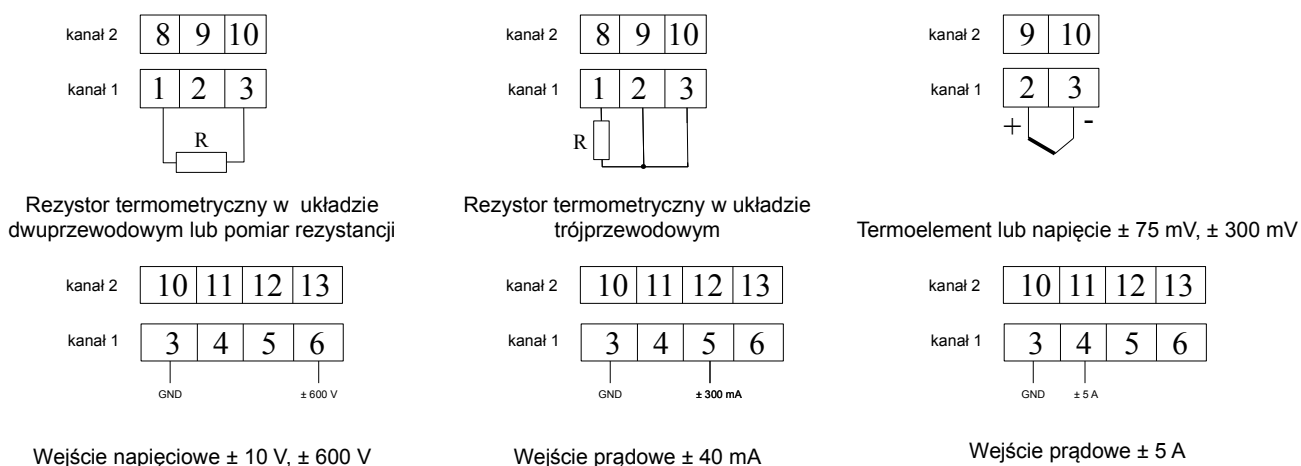 kanał 2 8 9 10
kanał 1 1 2 3
R
Rezystor termometryczny w układzie
dwuprzewodowym lub pomiar rezystancji
kanał 2 8 9 10
kanał 1 1 2 3
R
Rezystor termometryczny w układzie
trójprzewodowym
kanał 2 9 10
kanał 1 2 3
+ -
Termoelement lub napięcie ± 75 mV, ± 300 mV
kanał 2 10 11 12 13
kanał 1 3 4 5 6
GND ± 600 V
Wejście napięciowe ± 10 V, ± 600 V
kanał 2 10 11 12 13
kanał 1 3 4 5 6
GND ± 300 mA
Wejście prądowe ± 40 mA
kanał 2 10 11 12 13
kanał 1 3 4 5 6
GND ± 5 A
Wejście prądowe ± 5 A